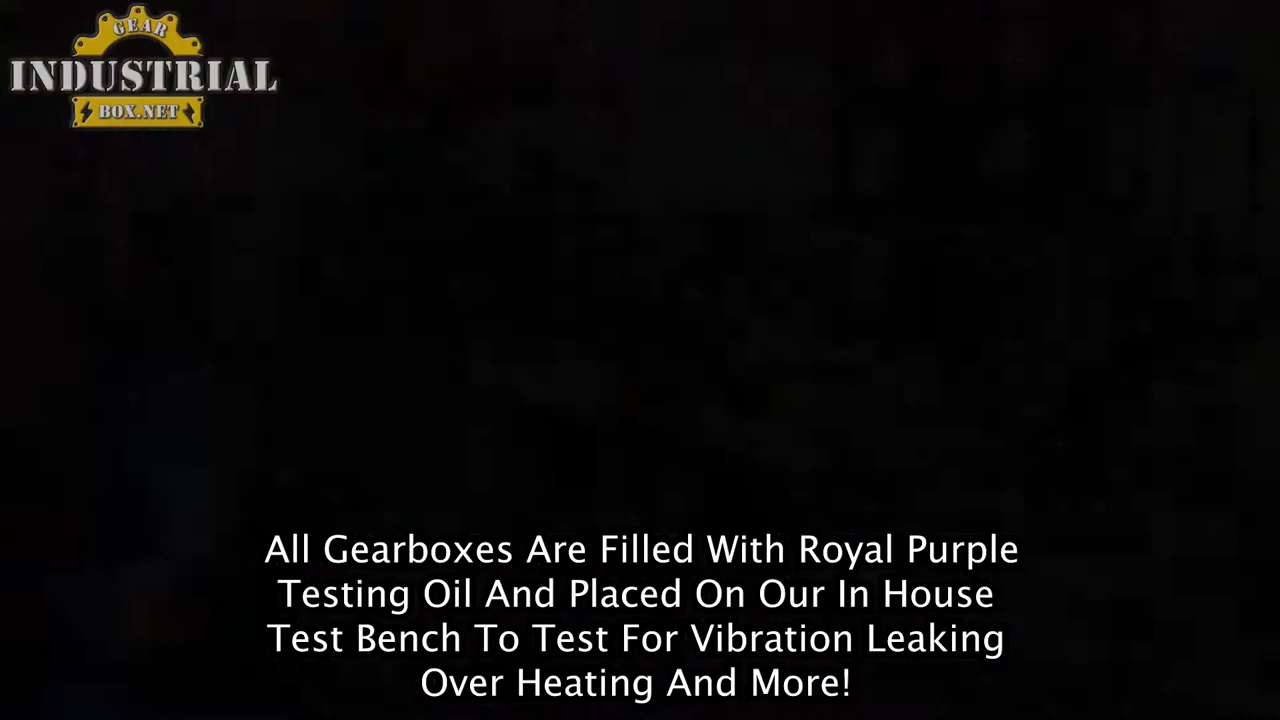 GEAR
INDUSTRIAL
BOX.NET
All Gearboxes Are Filled With Royal Purple
Testing Oil And Placed On Our In House
Test Bench To Test For Vibration Leaking
Over Heating And More!